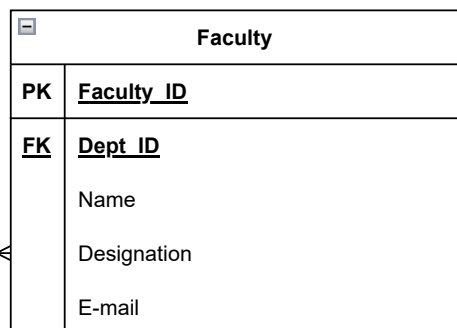 Faculty
PK Faculty_ID
FK Dept_ID
Name
Designation
E-mail